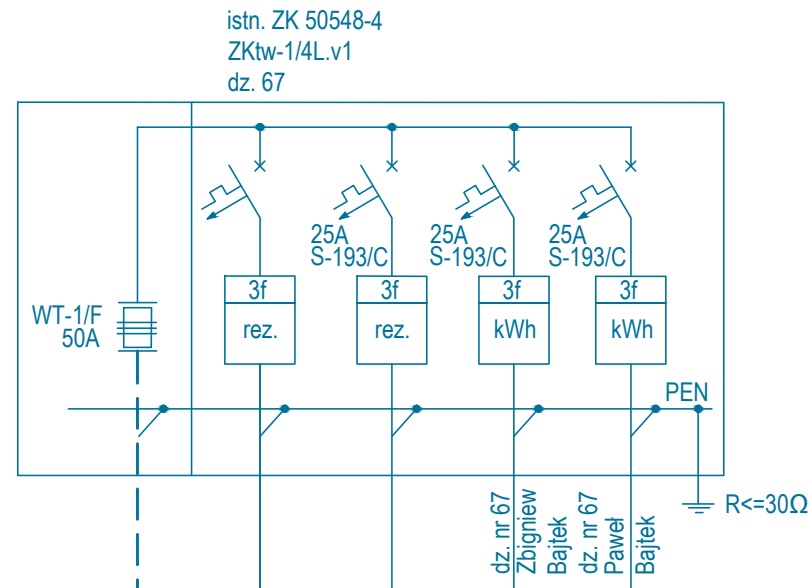 istn. ZK 50548-4
ZKtw-1/4L.v1
dz. 67
25A
S-193/C
25A
S-193/C
25A
S-193/C
3f
3f
3f
3f
WT-1/F
50A
rez.
rez.
kWh
kWh
PEN
dz. nr 67
Zbigniew
Bajtek
dz. nr 67
Paweł
Bajtek
R<=30Ω